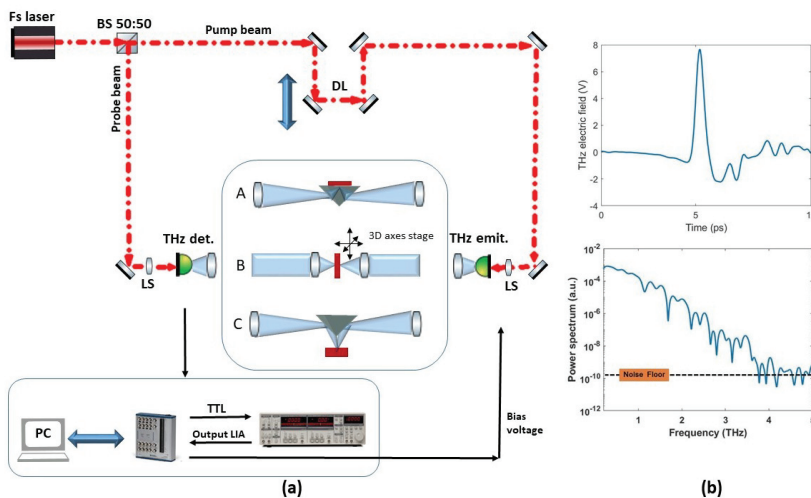 Fs laser
BS 50:50
Pump beam
Probe beam
DL
A
3D axes stage
THz det.
THz emit.
B
LS
LS
C
TTL
PC
Output LIA
Bias
voltage
(a)
THz electric field (V)
8
6
4
2
0
-2
-4
0
5
1
Time (ps)
Power spectrum (a.u.)
10-2
10-4
10-6
10-8
10-10
10-12
Noise Floor
1
2
3
4
Frequency (THz)
(b)